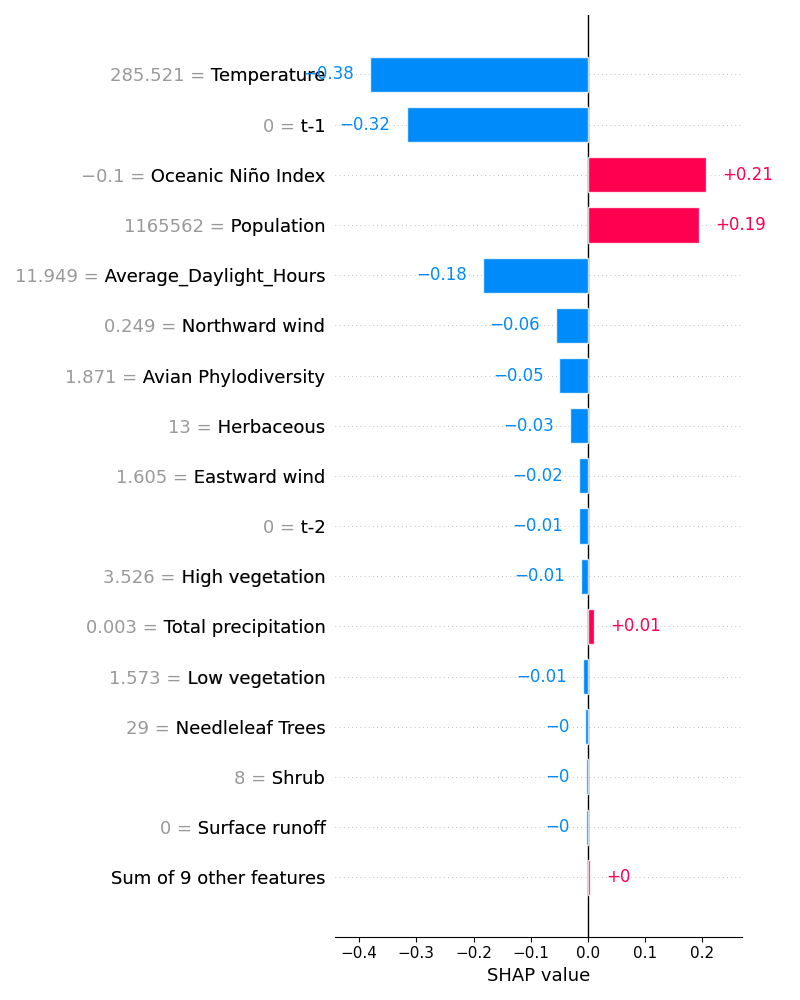 285.521 = Temperature −0.38
0 = t-1 −0.32
−0.1 = Oceanic Niño Index +0.21
1165562 = Population +0.19
11.949 = Average_Daylight_Hours −0.18
0.249 = Northward wind −0.06
1.871 = Avian Phylodiversity −0.05
13 = Herbaceous −0.03
1.605 = Eastward wind −0.02
0 = t-2 −0.01
3.526 = High vegetation −0.01
0.003 = Total precipitation +0.01
1.573 = Low vegetation −0.01
29 = Needleleaf Trees −0
8 = Shrub −0
0 = Surface runoff −0
Sum of 9 other features +0
−0.4 −0.3 −0.2 −0.1 0.0 0.1 0.2
SHAP value